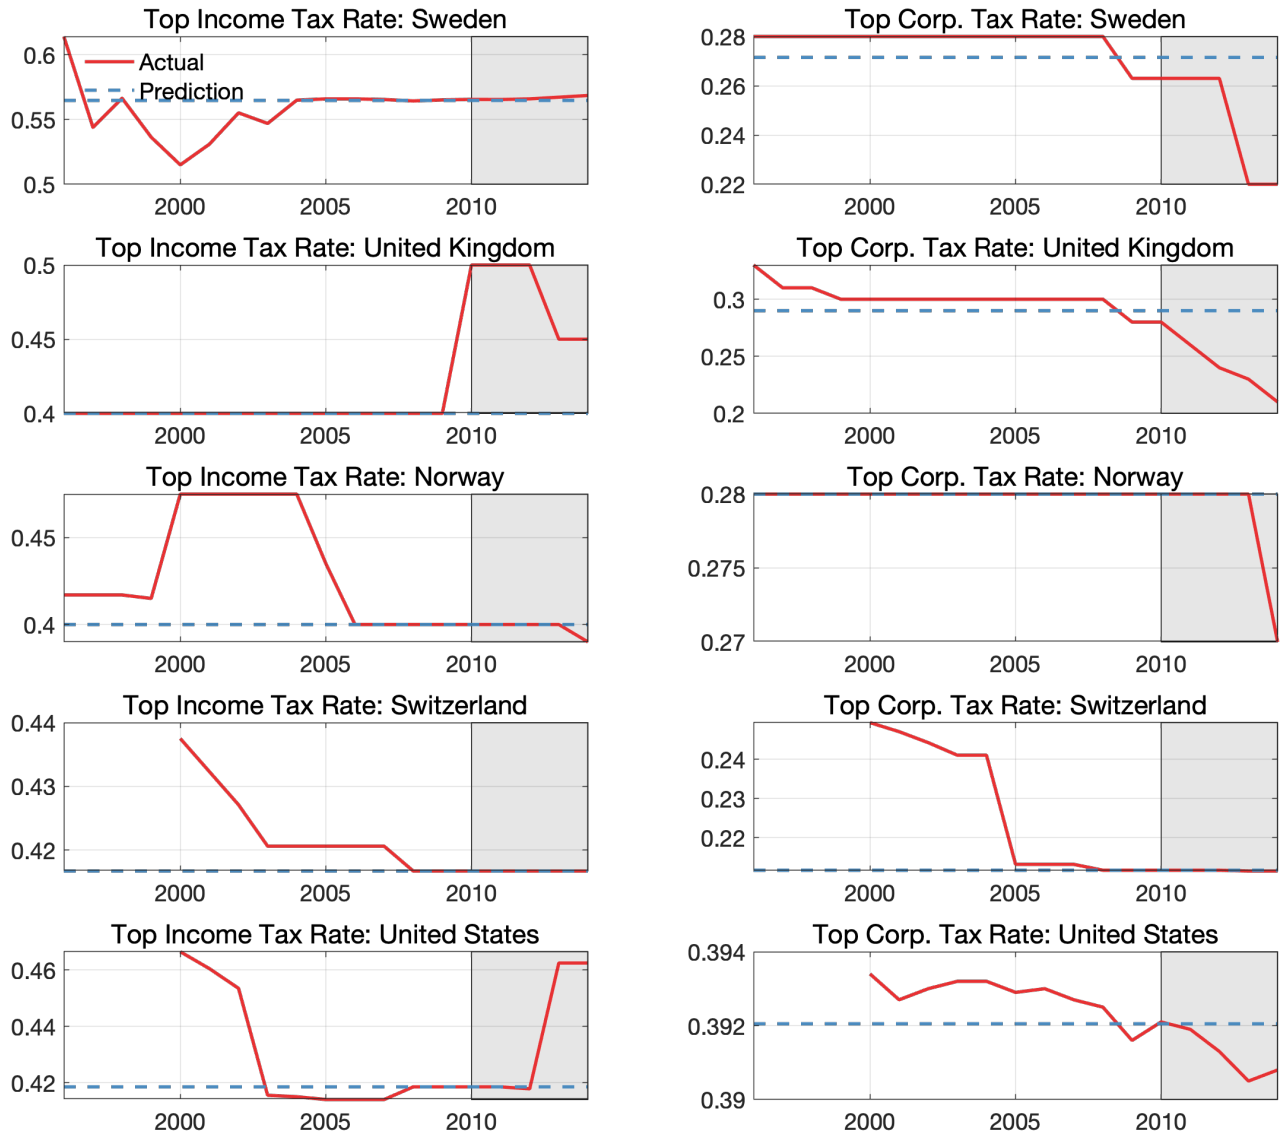 Top Income Tax Rate: Sweden
0.6
0.55
0.5
Actual
Prediction
2000 2005 2010
Top Corp. Tax Rate: Sweden
0.28
0.26
0.24
0.22
2000 2005 2010
Top Income Tax Rate: United Kingdom
0.5
0.45
0.4
2000 2005 2010
Top Corp. Tax Rate: United Kingdom
0.3
0.25
0.2
2000 2005 2010
Top Income Tax Rate: Norway
0.45
0.4
2000 2005 2010
Top Corp. Tax Rate: Norway
0.28
0.275
0.27
2000 2005 2010
Top Income Tax Rate: Switzerland
0.44
0.43
0.42
2000 2005 2010
Top Corp. Tax Rate: Switzerland
0.24
0.23
0.22
2000 2005 2010
Top Income Tax Rate: United States
0.46
0.44
0.42
2000 2005 2010
Top Corp. Tax Rate: United States
0.394
0.392
0.39
2000 2005 2010